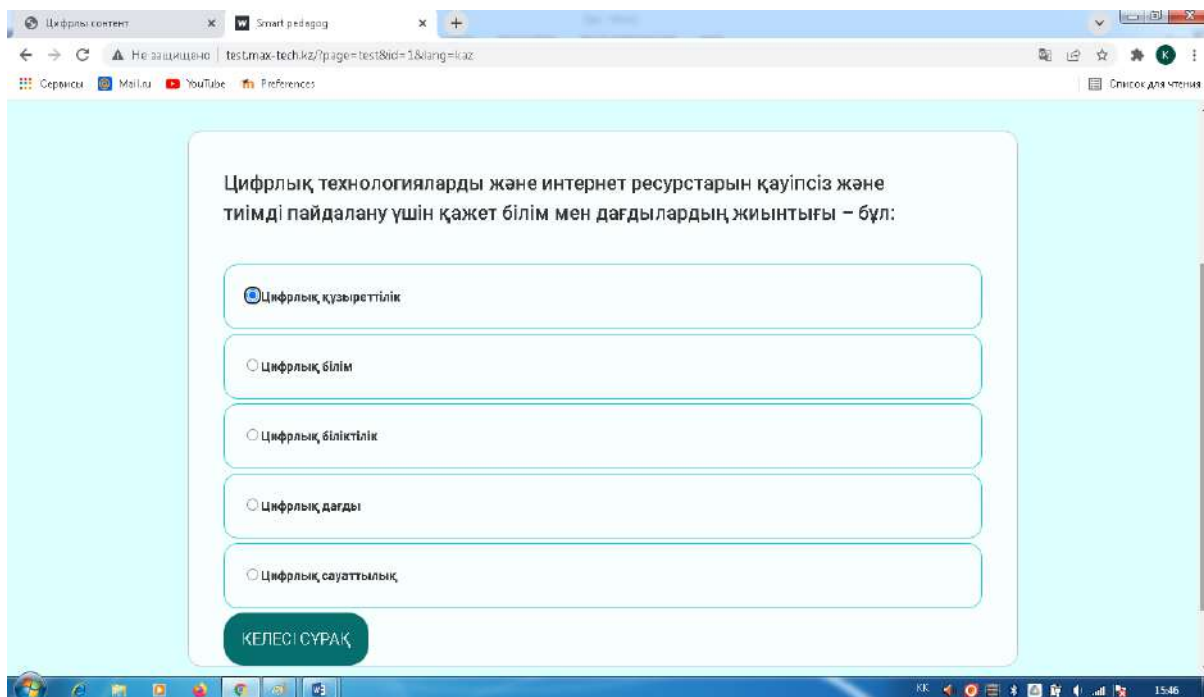 Цифрлы контент
Smart pedagog
Не защищено
test.max-tech.kz/?page=test&id=1&lang=kaz
Сервисы
Mail.ru
YouTube
Preferences
Список для чтения
Цифрлық технологияларды және интернет ресурстарын қауіпсіз және
тиімді пайдалану үшін қажет білім мен дағдылардың жиынтығы – бұл:
Цифрлық құзыреттілік
Цифрлық білім
Цифрлық біліктілік
Цифрлық дағды
Цифрлық сауаттылық
КЕЛЕСІ СҰРАҚ
KK
15:46